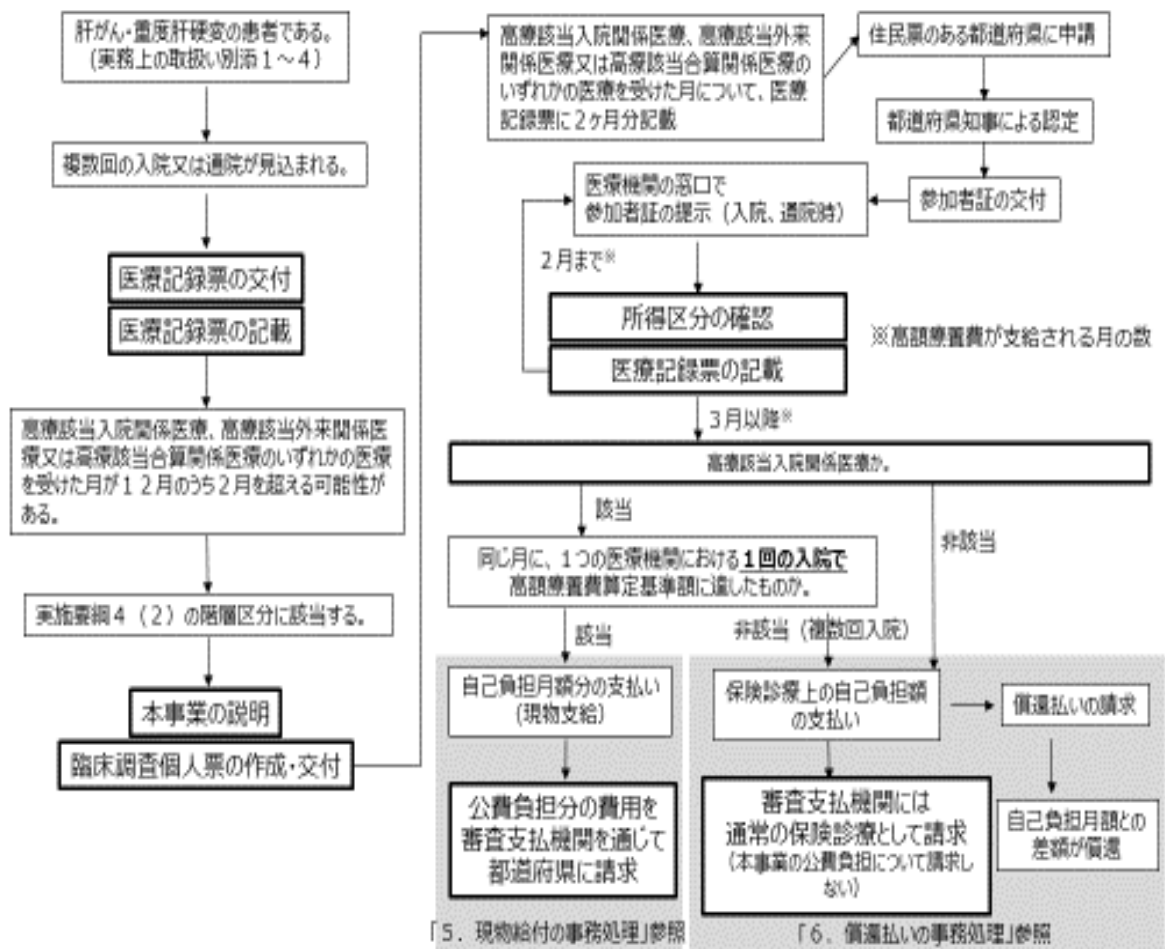 肝がん・重度肝硬変の患者である。
(実務上の取扱い別添１～４)
複数回の入院又は通院が見込まれる。
医療記録票の交付
医療記録票の記載
高療該当入院関係医療、高療該当外来関係医
療又は高療該当合算関係医療のいずれかの医療
を受けた月が１２月のうち２月を超える可能性が
ある。
実施要綱４（２）の階層区分に該当する。
本事業の説明
臨床調査個人票の作成・交付
高療該当入院関係医療、高療該当外来
関係医療又は高療該当合算関係医療の
いずれかの医療を受けた月について、医療
記録票に２ヶ月分記載
住民票のある都道府県に申請
都道府県知事による認定
参加者証の交付
医療機関の窓口で
参加者証の提示（入院、通院時）
２月まで※
所得区分の確認
医療記録票の記載
※高額療養費が支給される月の数
３月以降※
高療該当入院関係医療か。
該当
非該当
同じ月に、１つの医療機関における１回の入院で
高額療養費算定基準額に達したものか。
該当
非該当（複数回入院）
自己負担月額分の支払い
(現物支給)
公費負担分の費用を
審査支払機関を通じて
都道府県に請求
「５．現物給付の事務処理」参照
保険診療上の自己負担額
の支払い
審査支払機関には
通常の保険診療として請求
(本事業の公費負担について請求し
ない)
償還払いの請求
自己負担月額との
差額が償還
「６．償還払いの事務処理」参照